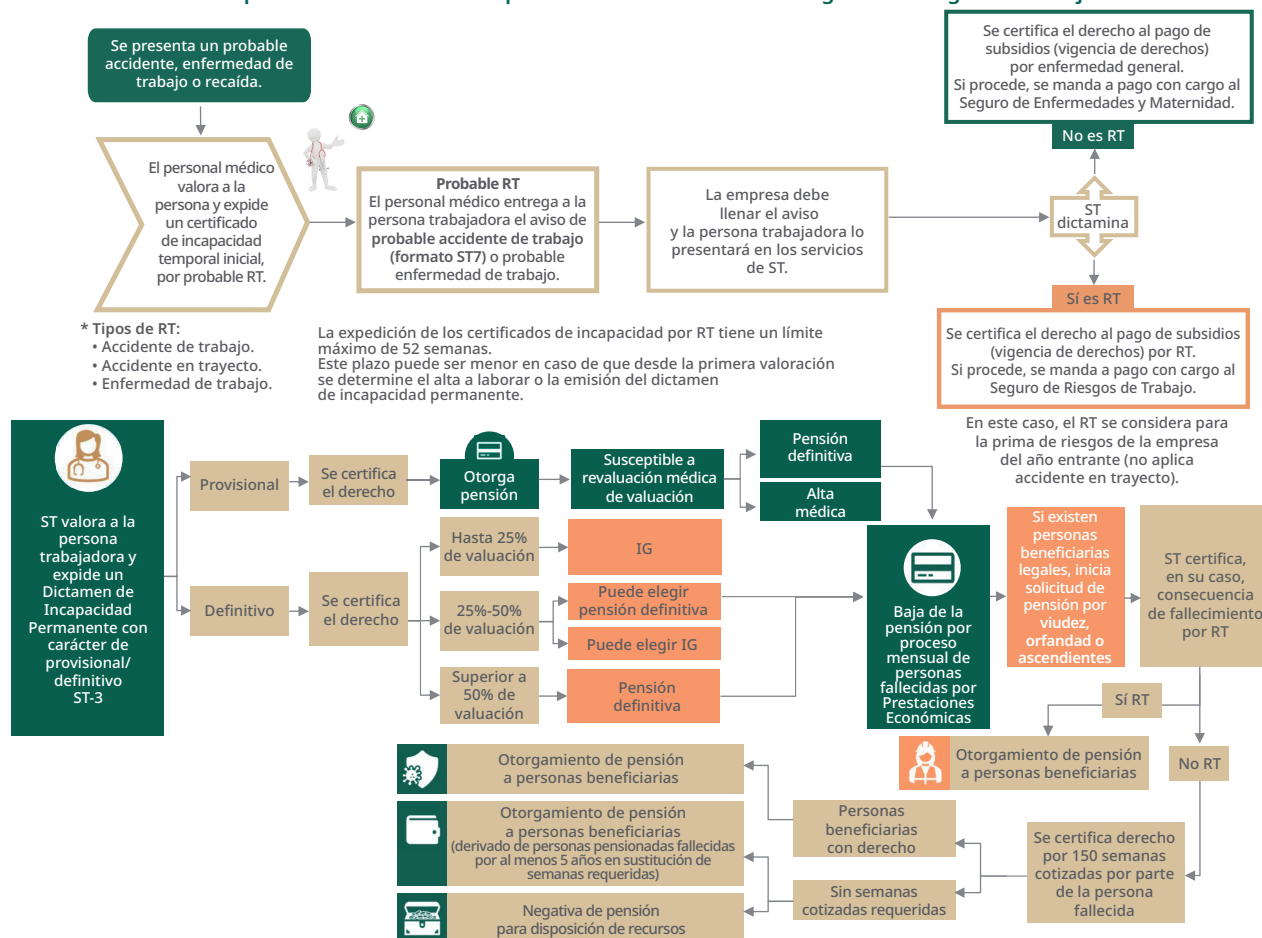 Se presenta un probable
accidente, enfermedad de
trabajo o recaída.
El personal médico
valora a la
persona y expide
un certificado
de incapacidad
temporal inicial,
por probable RT.
Probable RT
El personal médico entrega a la
persona trabajadora el aviso de
probable accidente de trabajo
(formato ST7) o probable
enfermedad de trabajo.
La empresa debe
llenar el aviso
y la persona trabajadora lo
presentará en los servicios
de ST.
ST
dictamina
Se certifica el derecho al pago de
subsidios (vigencia de derechos)
por enfermedad general.
Si procede, se manda a pago con cargo al
Seguro de Enfermedades y Maternidad.
No es RT
Sí es RT
Se certifica el derecho al pago de subsidios
(vigencia de derechos) por RT.
Si procede, se manda a pago con cargo al
Seguro de Riesgos de Trabajo.
En este caso, el RT se considera para
la prima de riesgos de la empresa
del año entrante (no aplica
accidente en trayecto).
* Tipos de RT:
• Accidente de trabajo.
• Accidente en trayecto.
• Enfermedad de trabajo.
La expedición de los certificados de incapacidad por RT tiene un límite
máximo de 52 semanas.
Este plazo puede ser menor en caso de que desde la primera valoración
se determine el alta a laborar o la emisión del dictamen
de incapacidad permanente.
ST valora a la
persona
trabajadora y
expide un
Dictamen de
Incapacidad
Permanente con
carácter de
provisional/
definitivo
ST-3
Provisional
Se certifica
el derecho
Otorga
pensión
Susceptible a
revaluación médica
de valuación
Pensión
definitiva
Alta
médica
Definitivo
Se certifica
el derecho
Hasta 25%
de valuación
IG
25%-50%
de valuación
Puede elegir
pensión definitiva
Puede elegir IG
Superior a
50% de
valuación
Pensión
definitiva
Baja de la
pensión por
proceso
mensual de
personas
fallecidas por
Prestaciones
Económicas
Si existen
personas
beneficiarias
legales, inicia
solicitud de
pensión por
viudez,
orfandad o
ascendientes
ST certifica,
en su caso,
consecuencia
de fallecimiento
por RT
Sí RT
Otorgamiento de pensión
a personas beneficiarias
No RT
Se certifica derecho
por 150 semanas
cotizadas por parte
de la persona
fallecida
Personas
beneficiarias
con derecho
Sin semanas
cotizadas requeridas
Otorgamiento de pensión
a personas beneficiarias
Otorgamiento de pensión
a personas beneficiarias
(derivado de personas pensionadas fallecidas
por al menos 5 años en sustitución de
semanas requeridas)
Negativa de pensión
para disposición de recursos